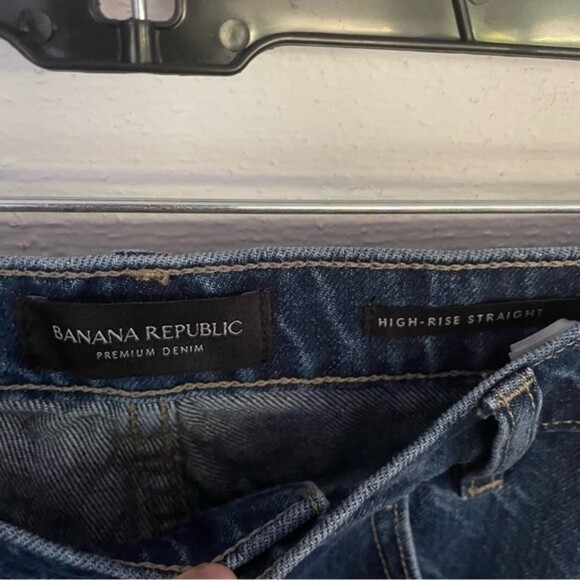 BANANA REPUBLIC
PREMIUM DENIM
HIGH-RISE STRAIGHT